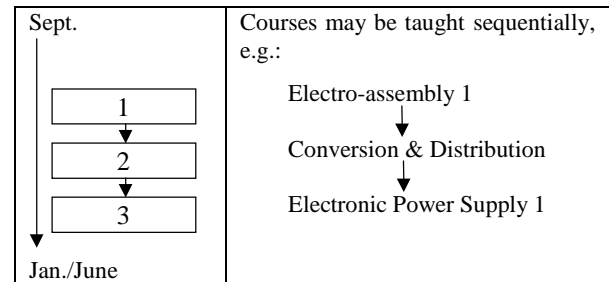 Sept.
1
2
3
Jan./June
Courses may be taught sequentially,
e.g.:
Electro-assembly 1
Conversion & Distribution
Electronic Power Supply 1